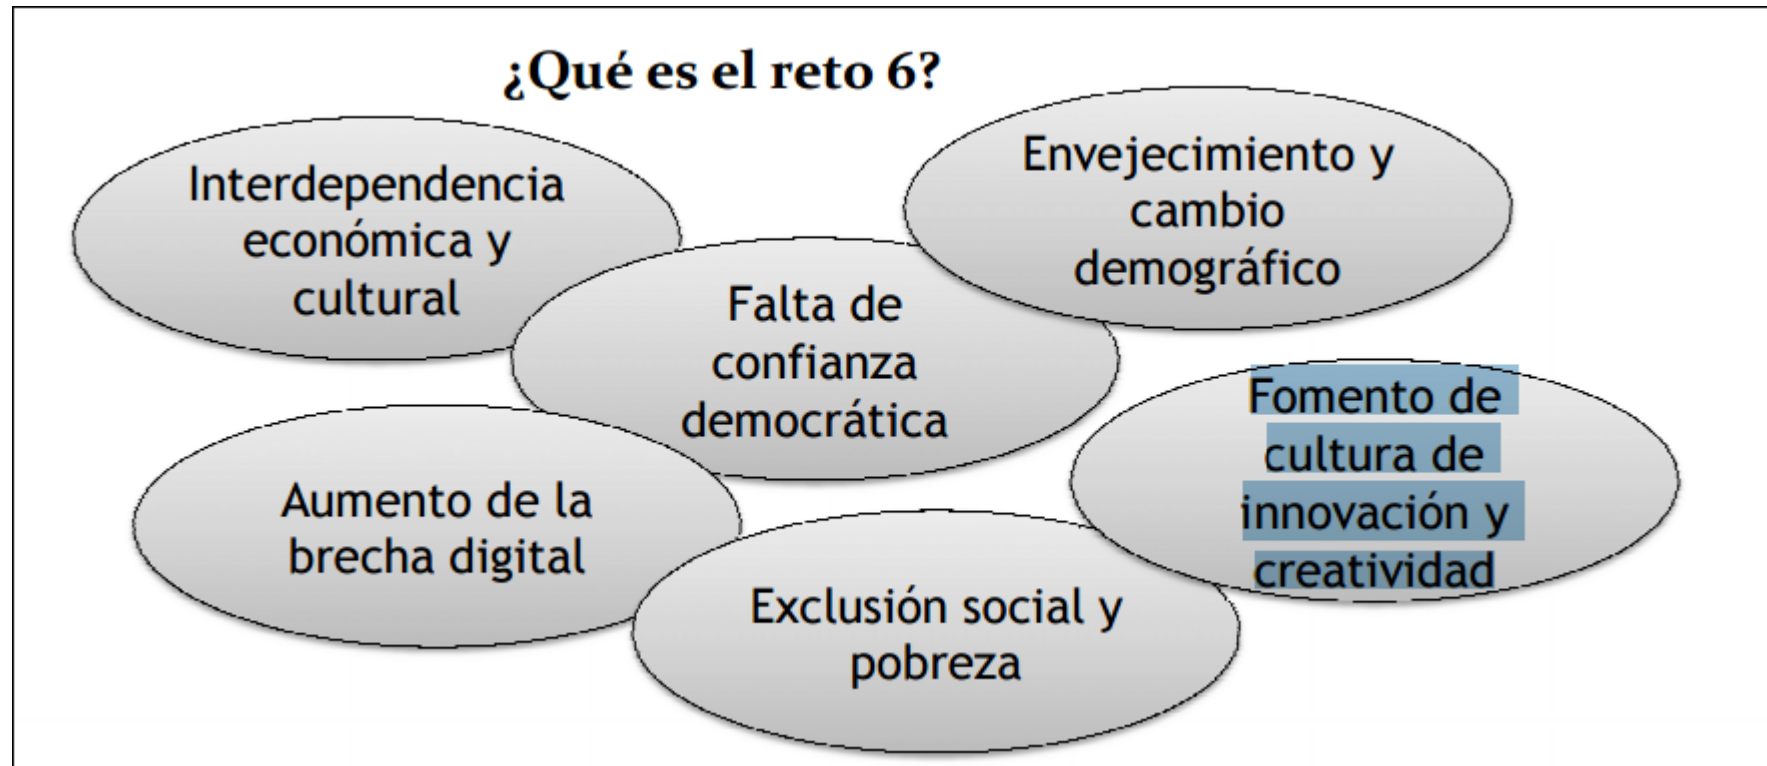 ¿Qué es el reto 6?
Interdependencia
económica y
cultural
Envejecimiento y
cambio
demográfico
Falta de
confianza
democrática
Fomento de
cultura de
innovación y
creatividad
Aumento de la
brecha digital
Exclusión social y
pobreza